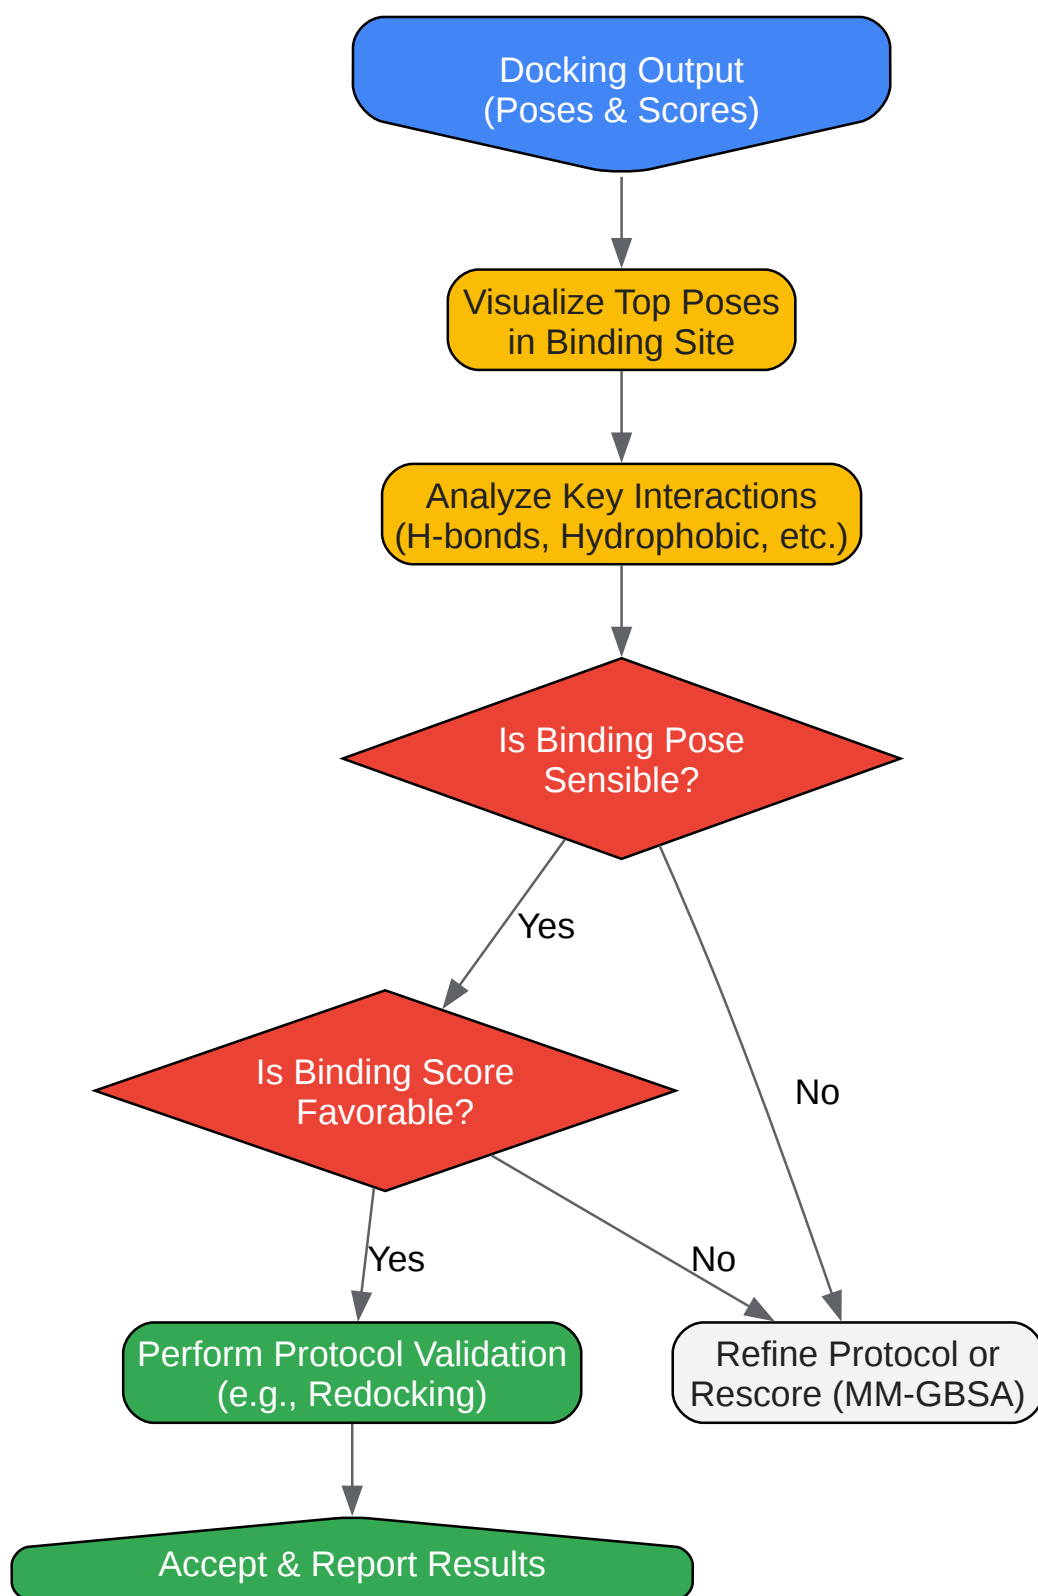 Docking Output
(Poses & Scores)
Visualize Top Poses
in Binding Site
Analyze Key Interactions
(H-bonds, Hydrophobic, etc.)
Is Binding Pose
Sensible?
Yes
No
Is Binding Score
Favorable?
Yes
No
Perform Protocol Validation
(e.g., Redocking)
Refine Protocol or
Rescore (MM-GBSA)
Accept & Report Results